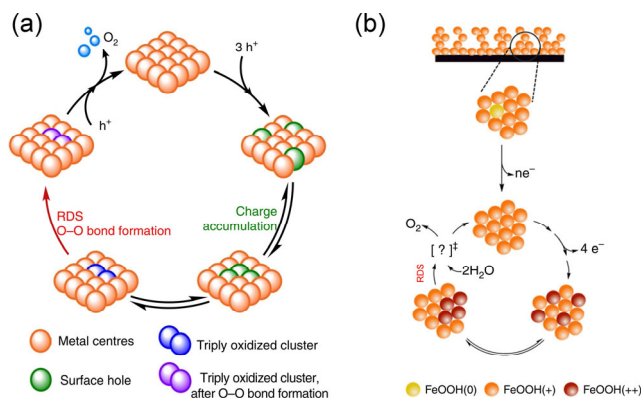 (a)
O₂
3 h⁺
h⁺
RDS
O–O bond formation
Charge
accumulation
Metal centres
Triply oxidized cluster
Surface hole
Triply oxidized cluster,
after O–O bond formation
(b)
ne⁻
O₂
[ ? ]‡
4 e⁻
2H₂O
RDS
FeOOH(0)
FeOOH(+)
FeOOH(++)